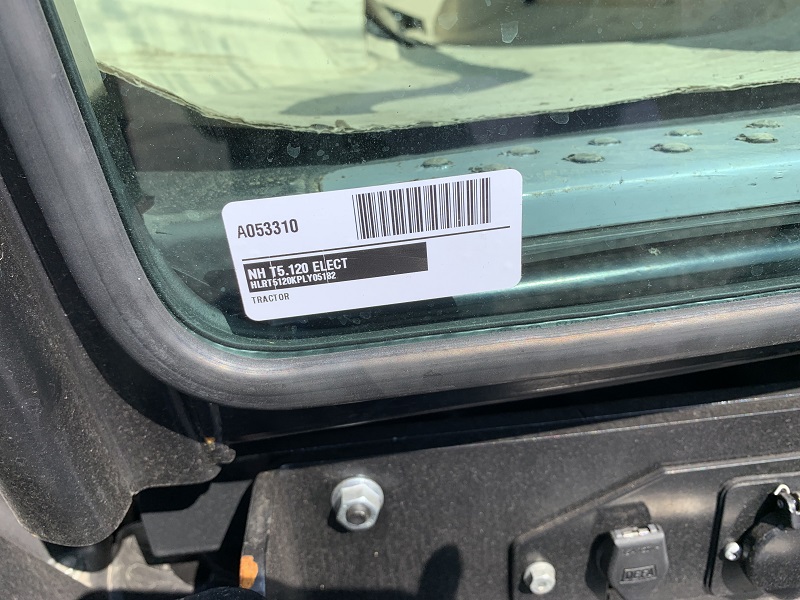 A053310
NH T5.120 ELECT
HLRT5120KPLY05182
TRACTOR